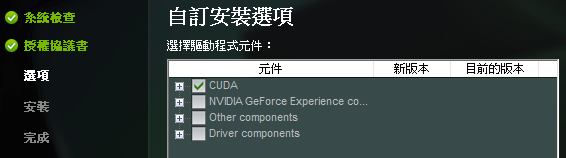 系統檢查
授權協議書
選項
安裝
完成
自訂安裝選項
選擇驅動程式元件：
元件 新版本 目前的版本
CUDA
NVIDIA GeForce Experience co...
Other components
Driver components